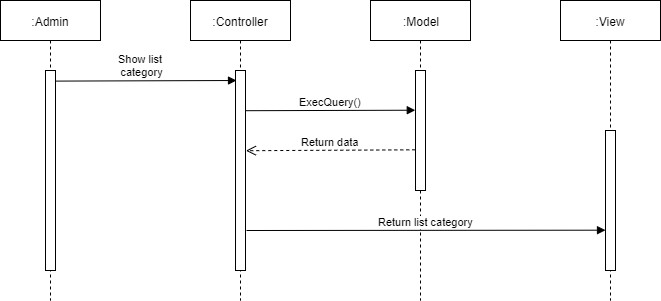 :Admin
:Controller
:Model
:View
Show list
category
ExecQuery()
Return data
Return list category